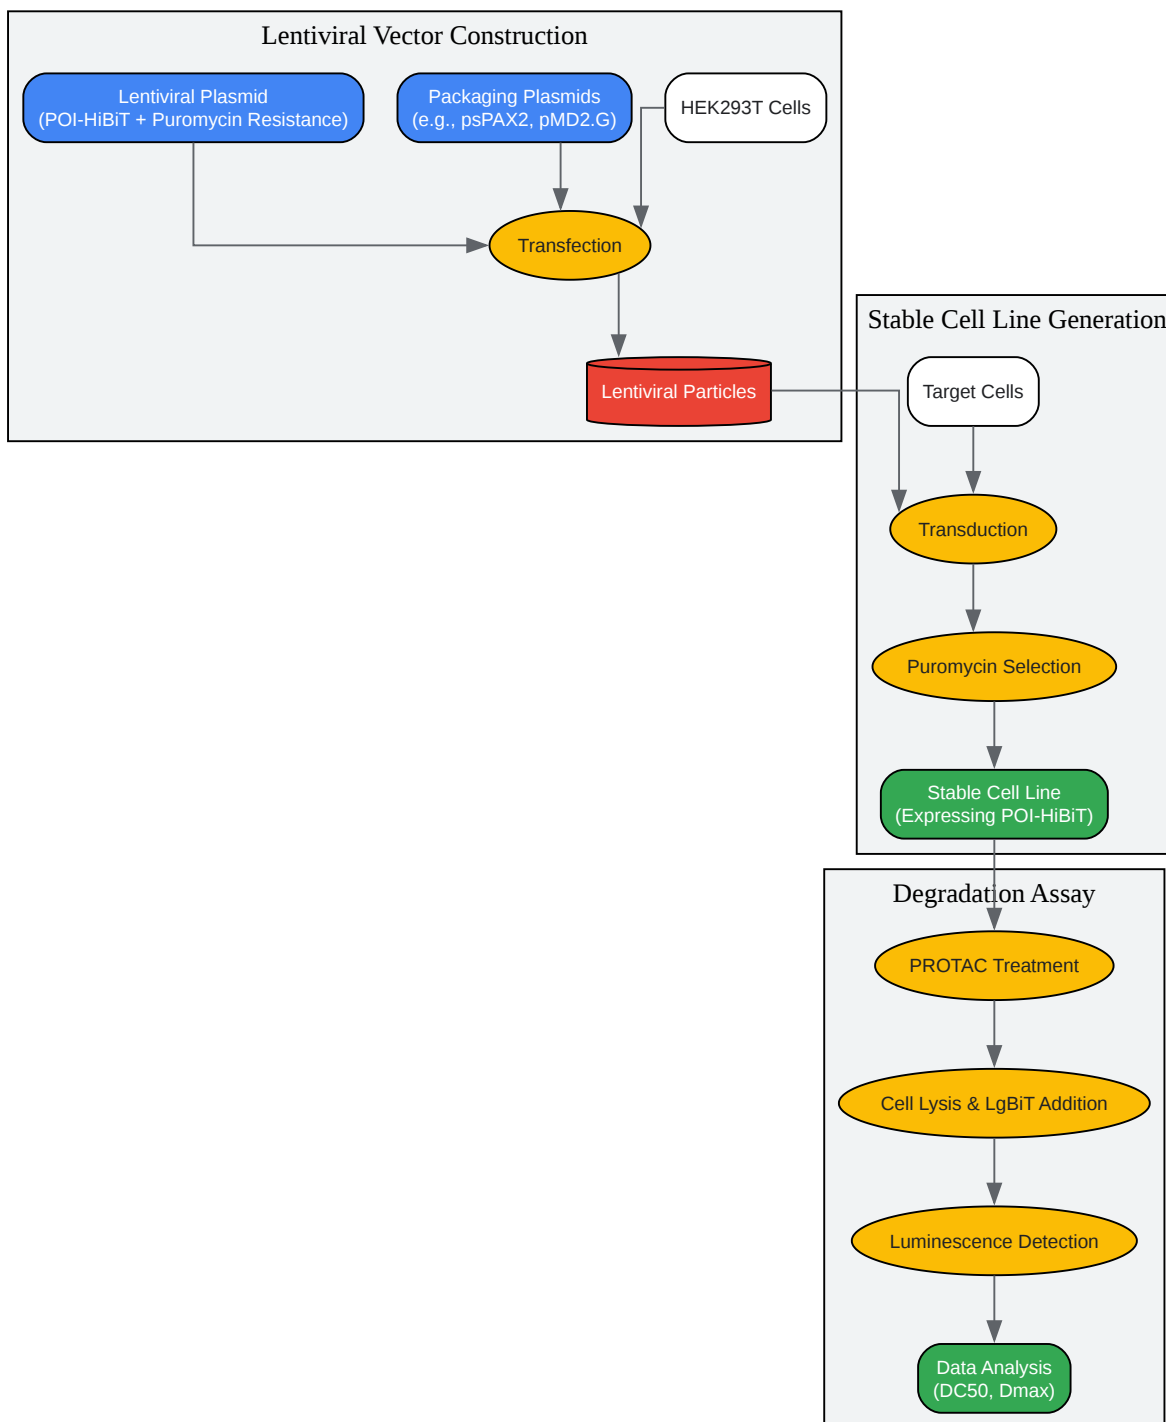 Lentiviral Vector Construction
Lentiviral Plasmid
(POI-HiBiT + Puromycin Resistance)
Packaging Plasmids
(e.g., psPAX2, pMD2.G)
HEK293T Cells
Transfection
Lentiviral Particles
Stable Cell Line Generation
Target Cells
Transduction
Puromycin Selection
Stable Cell Line
(Expressing POI-HiBiT)
Degradation Assay
PROTAC Treatment
Cell Lysis & LgBiT Addition
Luminescence Detection
Data Analysis
(DC50, Dmax)